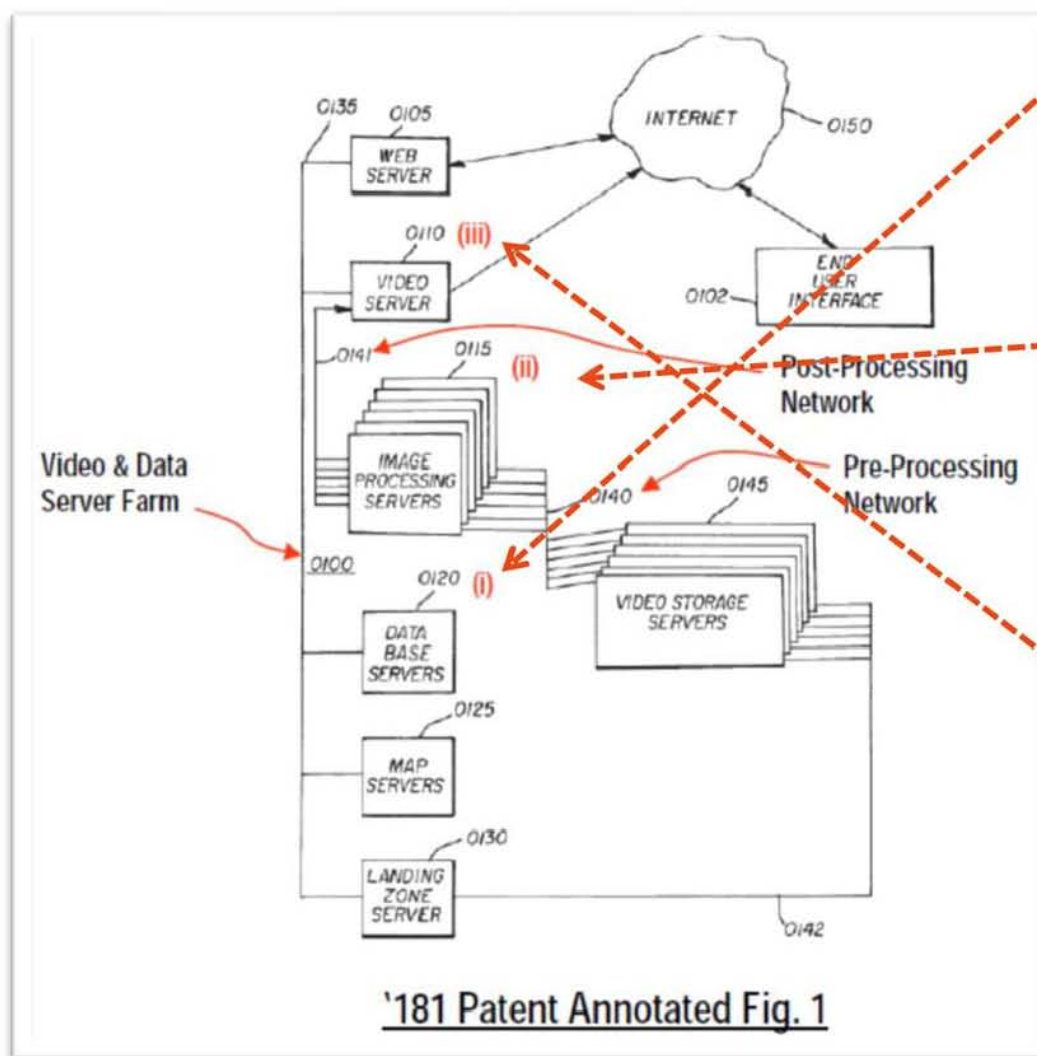 0135
0105
WEB
SERVER
INTERNET
0150
0110 (iii)
VIDEO
SERVER
END
USER
INTERFACE
0102
0141
0115
(ii)
Post-Processing
Network
IMAGE
PROCESSING
SERVERS
Pre-Processing
Network
Video & Data
Server Farm
0140
0145
0100
0120
(i)
VIDEO STORAGE
SERVERS
DATA
BASE
SERVERS
0125
MAP
SERVERS
0130
LANDING
ZONE
SERVER
0142
'181 Patent Annotated Fig. 1